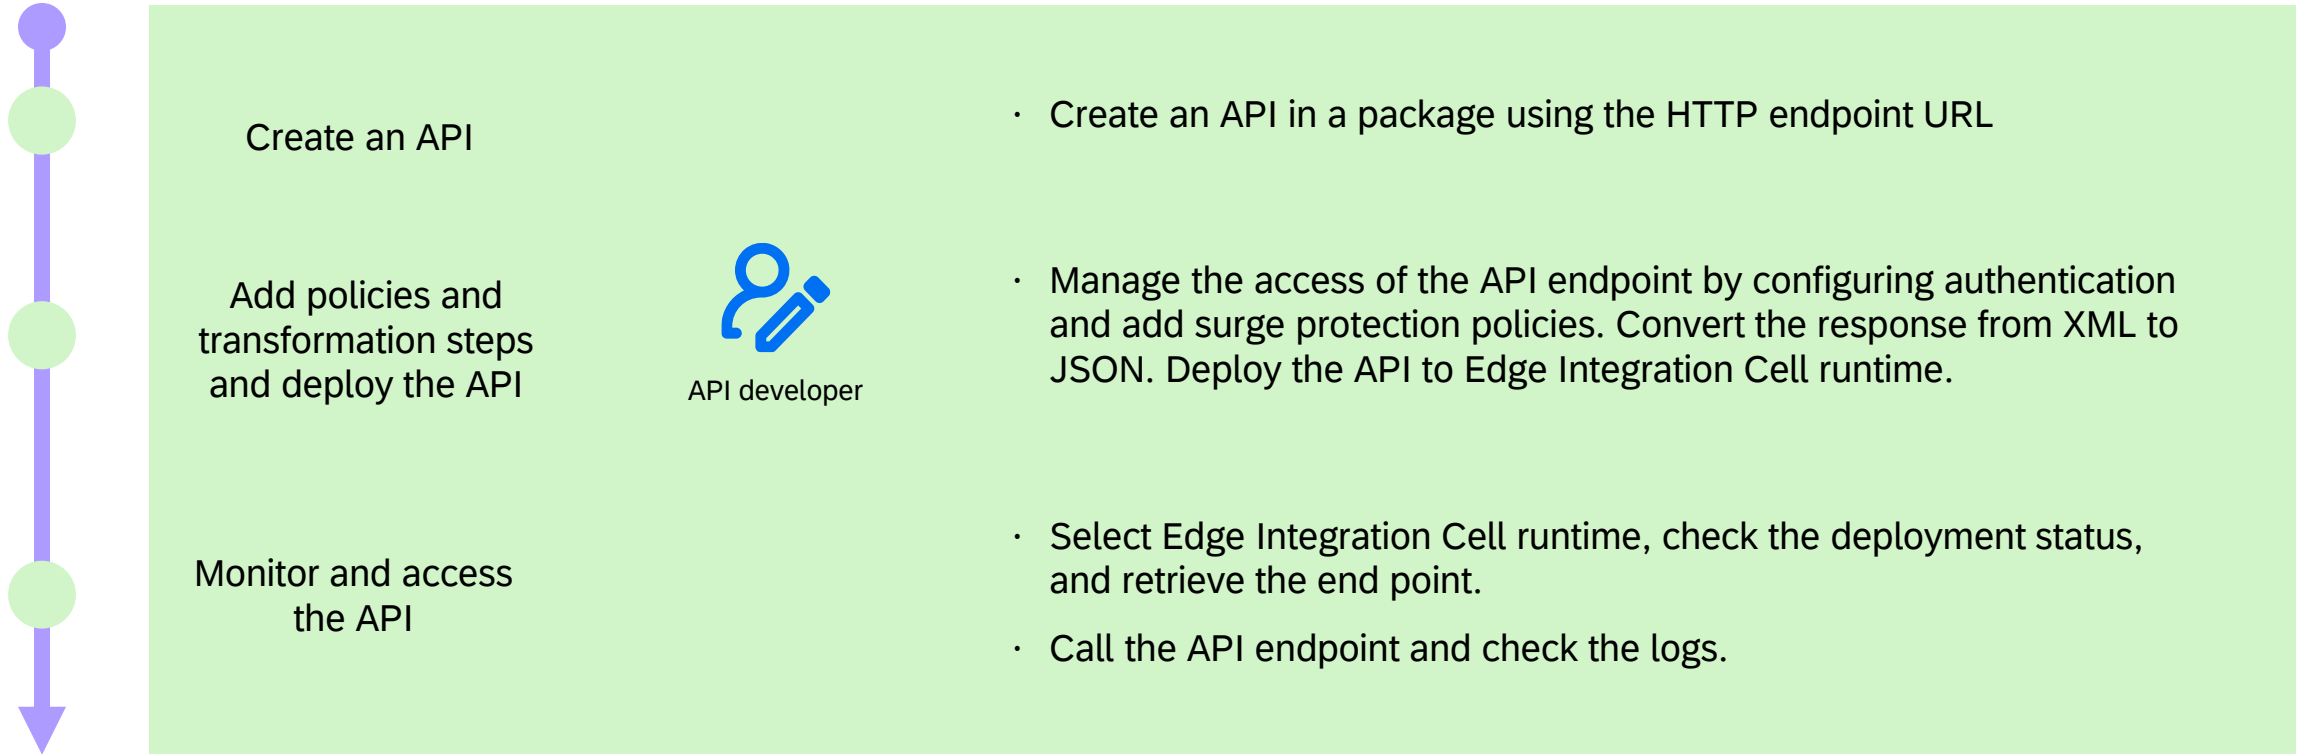 Create an API
· Create an API in a package using the HTTP endpoint URL
Add policies and
transformation steps
and deploy the API
API developer
· Manage the access of the API endpoint by configuring authentication
and add surge protection policies. Convert the response from XML to
JSON. Deploy the API to Edge Integration Cell runtime.
Monitor and access
the API
· Select Edge Integration Cell runtime, check the deployment status,
and retrieve the end point.
· Call the API endpoint and check the logs.